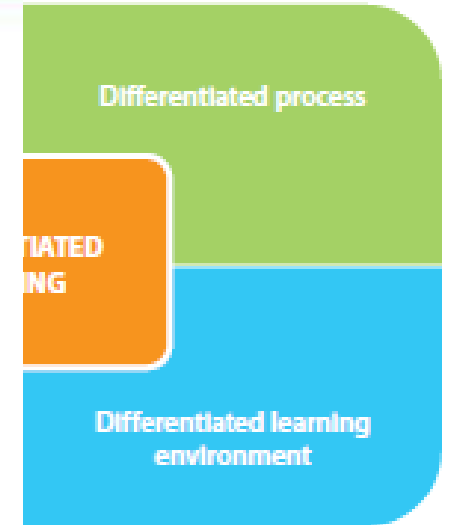 Differentiated process
TIATED
ING
Differentiated learning
environment